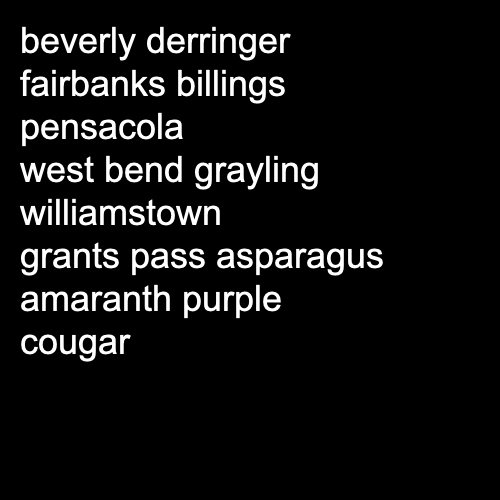 beverly derringer
fairbanks billings
pensacola
west bend grayling
williamstown
grants pass asparagus
amaranth purple
cougar